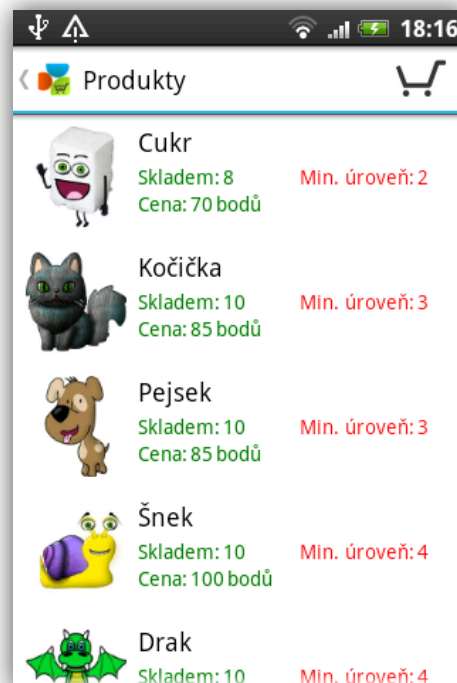 18:16
Produkty
Cukr
Skladem: 8 Min. úroveň: 2
Cena: 70 bodů
Kočička
Skladem: 10 Min. úroveň: 3
Cena: 85 bodů
Pejsek
Skladem: 10 Min. úroveň: 3
Cena: 85 bodů
Šnek
Skladem: 10 Min. úroveň: 4
Cena: 100 bodů
Drak
Skladem: 10 Min. úroveň: 4